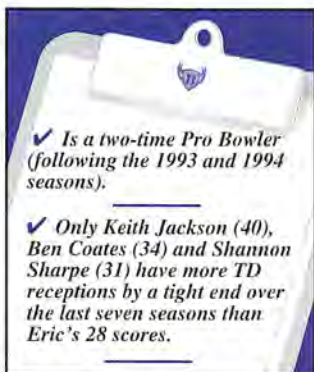 ✔ Is a two-time Pro Bowler
(following the 1993 and 1994
seasons).
✔ Only Keith Jackson (40),
Ben Coates (34) and Shannon
Sharpe (31) have more TD
receptions by a tight end over
the last seven seasons than
Eric's 28 scores.